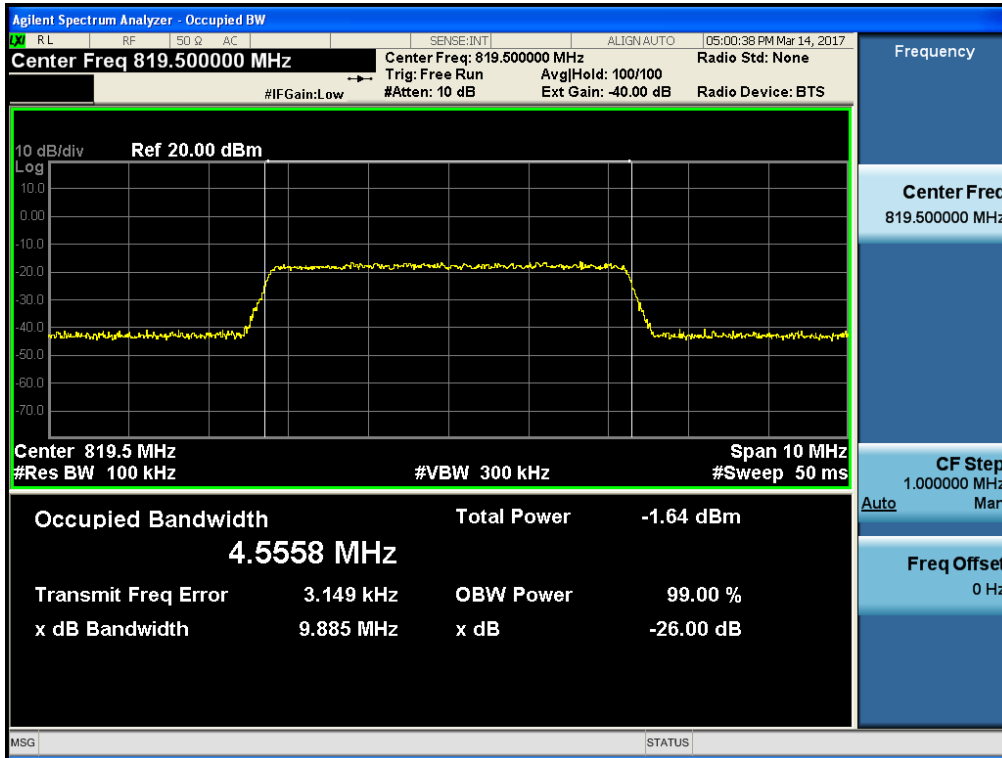 Agilent Spectrum Analyzer - Occupied BW
LXI RL RF 50 Ω AC SENSE:INT ALIGN AUTO 05:00:38 PM Mar 14, 2017
Center Freq 819.500000 MHz
Center Freq: 819.500000 MHz Radio Std: None
Trig: Free Run Avg|Hold: 100/100
#IFGain:Low #Atten: 10 dB Ext Gain: -40.00 dB Radio Device: BTS
10 dB/div Ref 20.00 dBm
Log
10.0
0.00
-10.0
-20.0
-30.0
-40.0
-50.0
-60.0
-70.0
Center 819.5 MHz Span 10 MHz
#Res BW 100 kHz #VBW 300 kHz #Sweep 50 ms
Occupied Bandwidth Total Power -1.64 dBm
4.5558 MHz
Transmit Freq Error 3.149 kHz OBW Power 99.00 %
x dB Bandwidth 9.885 MHz x dB -26.00 dB
MSG STATUS
Frequency
Center Freq
819.500000 MHz
CF Step
1.000000 MHz
Auto Man
Freq Offset
0 Hz